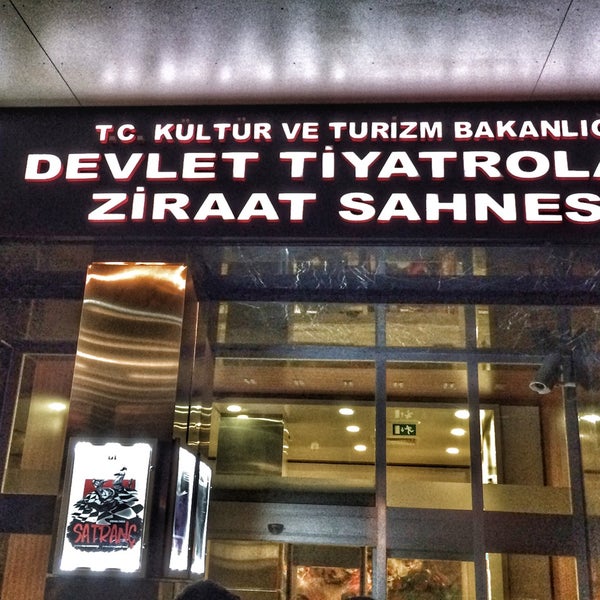 T.C. KÜLTÜR VE TURİZM BAKANLIĞ
DEVLET TİYATROLA
ZİRAAT SAHNES
SATRANÇ